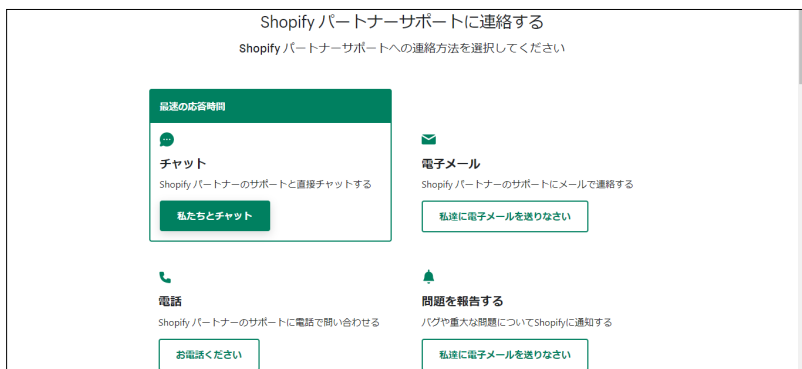 Shopify パートナーサポートに連絡する
Shopify パートナーサポートへの連絡方法を選択してください
最速の応答時間
チャット
Shopify パートナーのサポートと直接チャットする
私たちとチャット
電子メール
Shopify パートナーのサポートにメールで連絡する
私達に電子メールを送りなさい
電話
Shopify パートナーのサポートに電話で問い合わせる
お電話ください
問題を報告する
バグや重大な問題についてShopifyに通知する
私達に電子メールを送りなさい